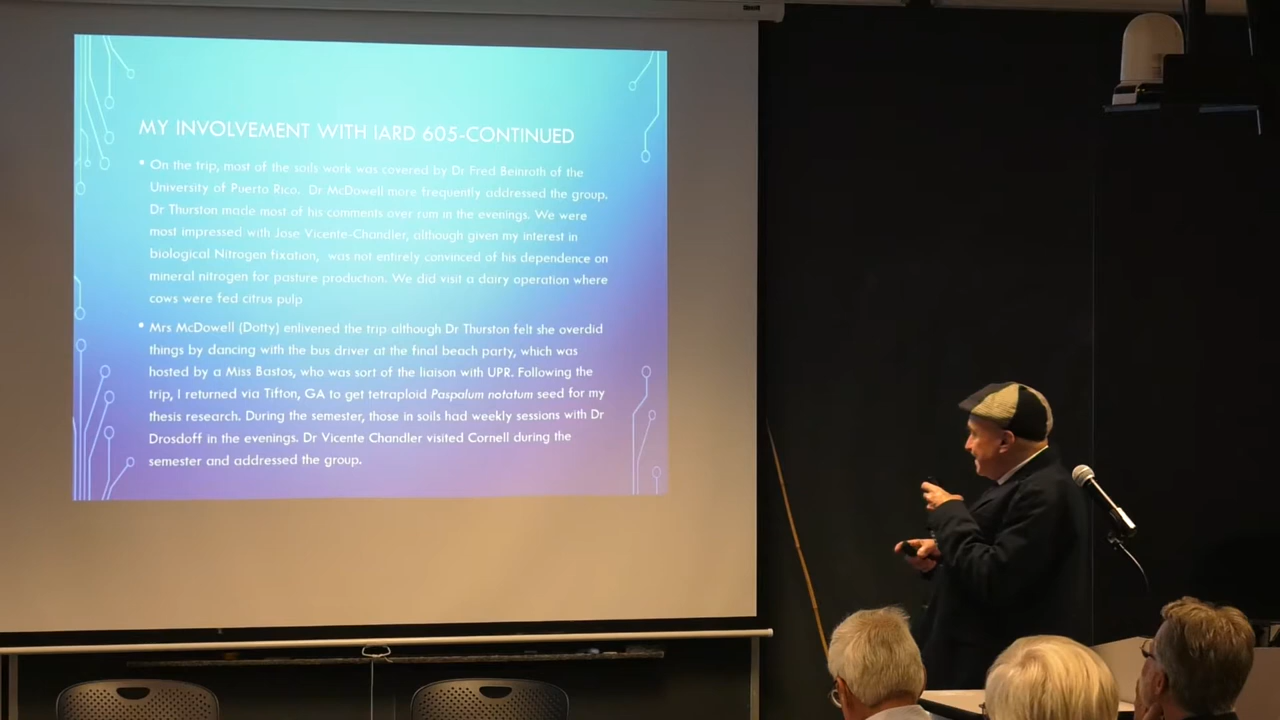 MY INVOLVEMENT WITH IARD 605-CONTINUED
• On the trip, most of the soils work was covered by Dr Fred Beinroth of the
University of Puerto Rico. Dr McDowell more frequently addressed the group.
Dr Thurston made most of his comments over rum in the evenings. We were
most impressed with Jose Vicente-Chandler, although given my interest in
biological Nitrogen fixation, was not entirely convinced of his dependence on
mineral nitrogen for pasture production. We did visit a dairy operation where
cows were fed citrus pulp
• Mrs McDowell (Dotty) enlivened the trip although Dr Thurston felt she overdid
things by dancing with the bus driver at the final beach party, which was
hosted by a Miss Bastos, who was sort of the liaison with UPR. Following the
trip, I returned via Tifton, GA to get tetraploid Paspalum notatum seed for my
thesis research. During the semester, those in soils had weekly sessions with Dr
Drosdoff in the evenings. Dr Vicente Chandler visited Cornell during the
semester and addressed the group.